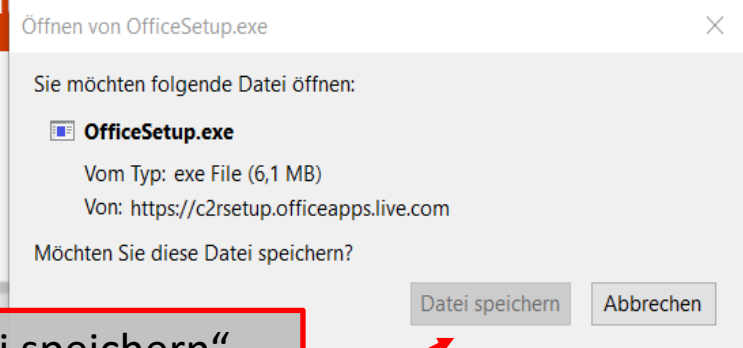 Öffnen von OfficeSetup.exe
Sie möchten folgende Datei öffnen:
OfficeSetup.exe
Vom Typ: exe File (6,1 MB)
Von: https://c2rsetup.officeapps.live.com
Möchten Sie diese Datei speichern?
Datei speichern Abbrechen
speichern“